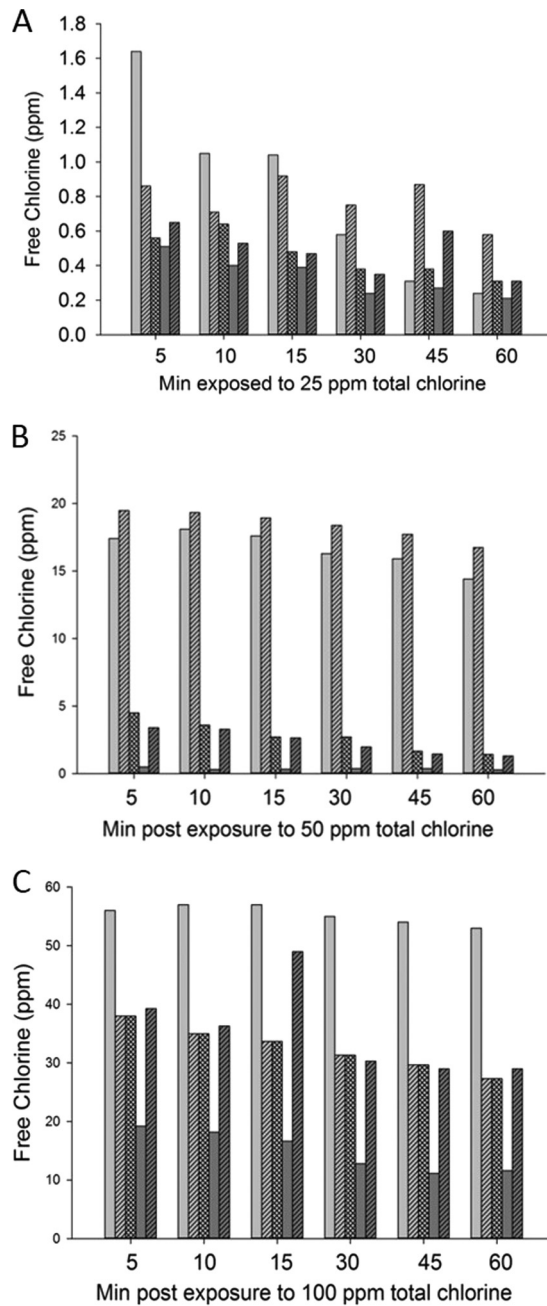 A
Free Chlorine (ppm)
1.8
1.6
1.4
1.2
1.0
0.8
0.6
0.4
0.2
0.0
5 10 15 30 45 60
Min exposed to 25 ppm total chlorine
B
Free Chlorine (ppm)
25
20
15
10
5
0
5 10 15 30 45 60
Min post exposure to 50 ppm total chlorine
C
Free Chlorine (ppm)
60
50
40
30
20
10
0
5 10 15 30 45 60
Min post exposure to 100 ppm total chlorine